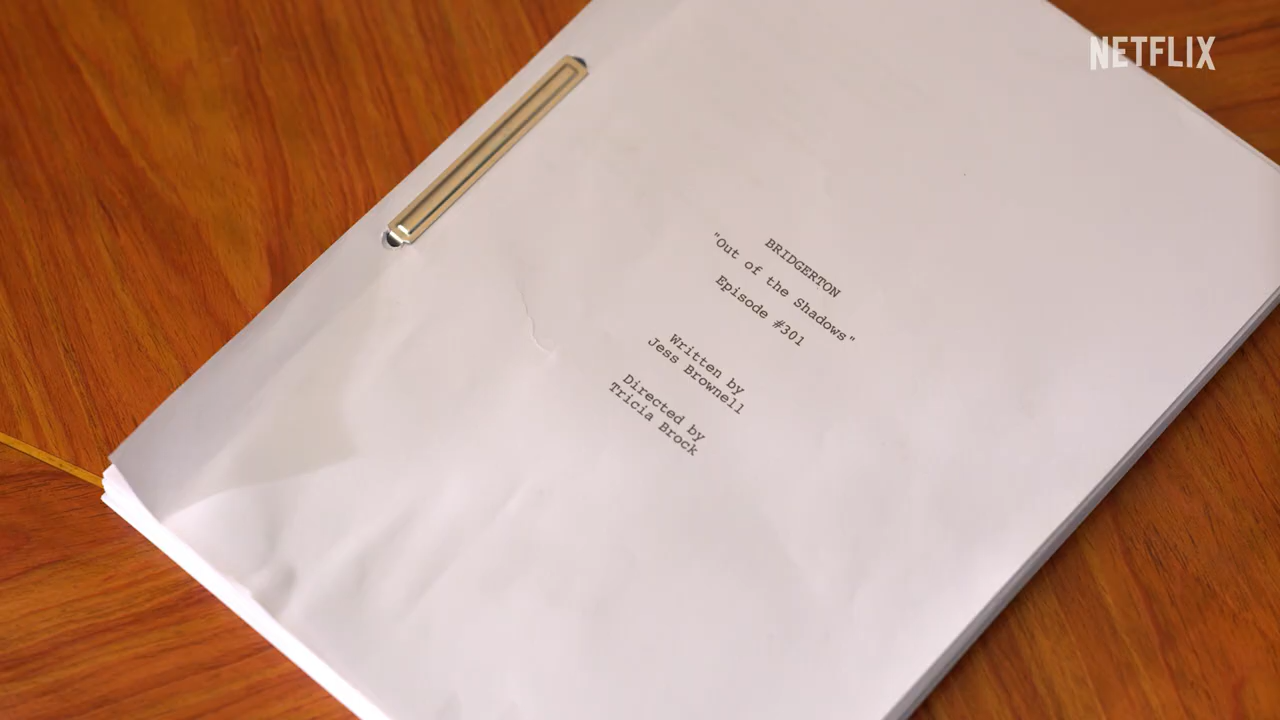 NETFLIX
BRIDGERTON
"Out of the Shadows"
Episode #301
Written by
Jess Brownell
Directed by
Tricia Brock